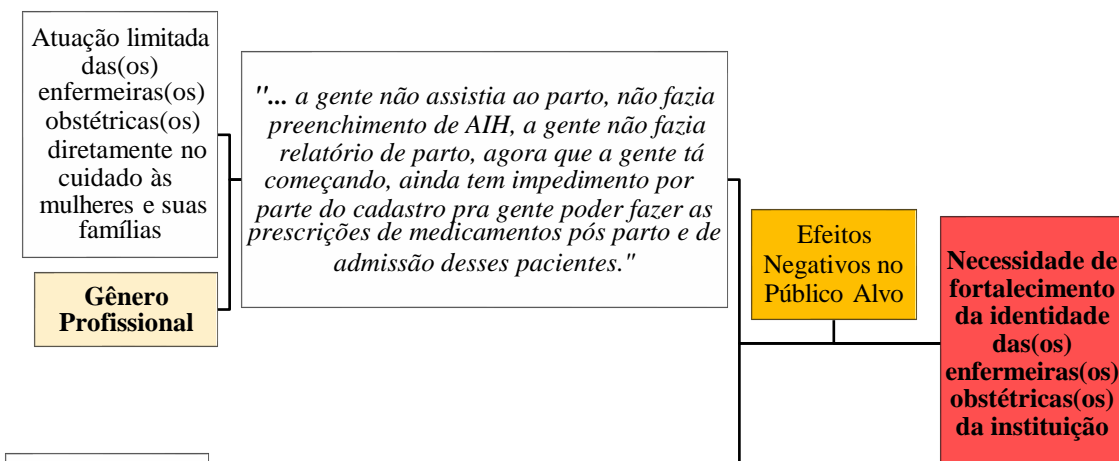 Atuação limitada
das(os)
enfermeiras(os)
obstétricas(os)
diretamente no
cuidado às
mulheres e suas
famílias
Gênero
Profissional
"... a gente não assistia ao parto, não fazia
preenchimento de AIH, a gente não fazia
relatório de parto, agora que a gente tá
começando, ainda tem impedimento por
parte do cadastro pra gente poder fazer as
prescrições de medicamentos pós parto e de
admissão desses pacientes."
Efeitos
Negativos no
Público Alvo
Necessidade de
fortalecimento
da identidade
das(os)
enfermeiras(os)
obstétricas(os)
da instituição